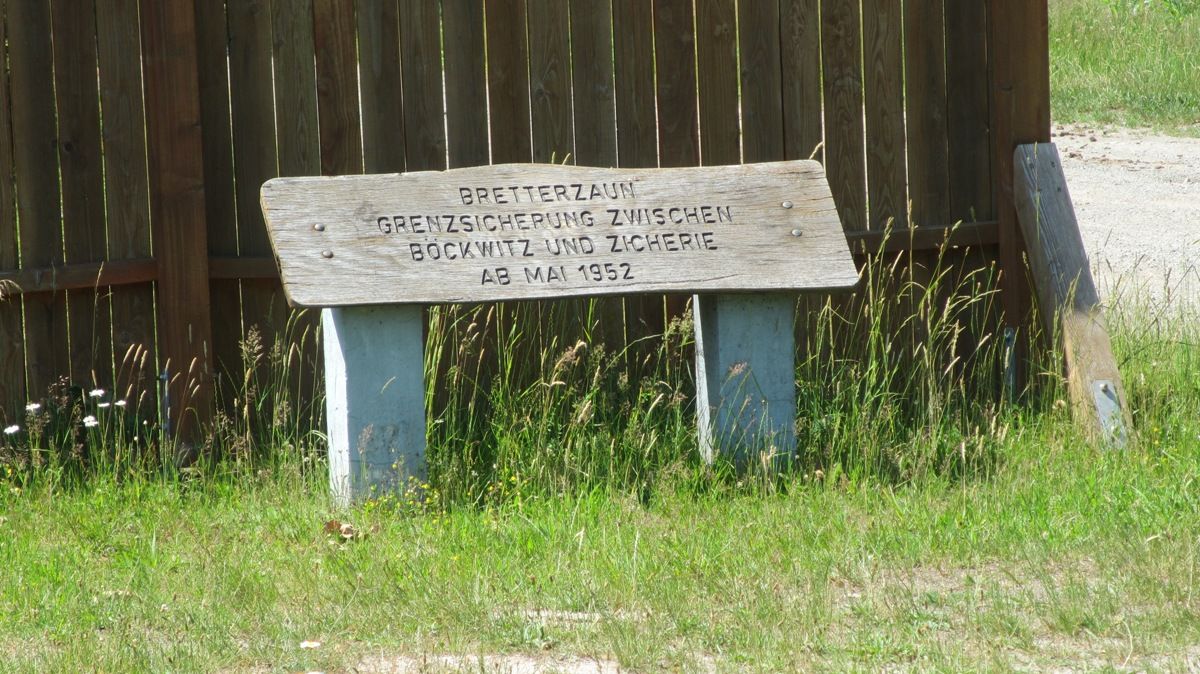 BRETTERZAUN
GRENZSICHERUNG ZWISCHEN
BÖCKWITZ UND ZICHERIE
AB MAI 1952